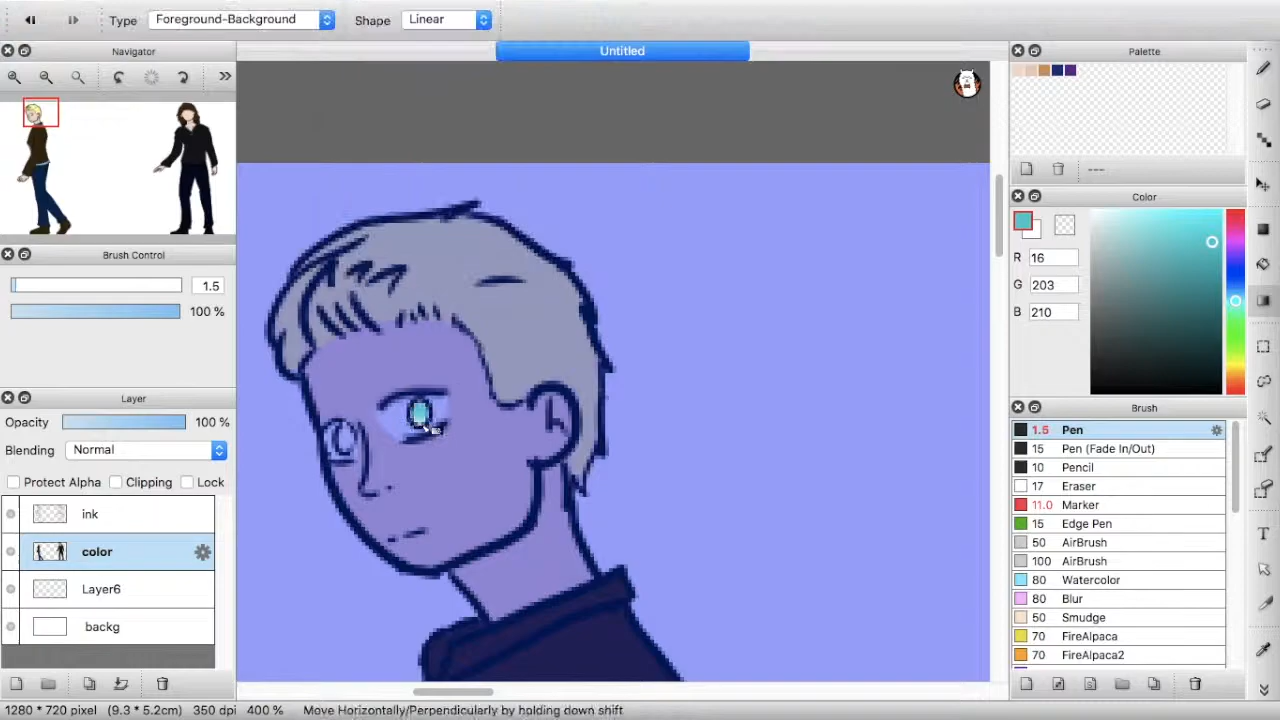 Type Foreground-Background Shape Linear
Navigator
Untitled
Palette
---
Color
R 16
G 203
B 210
Brush Control
1.5
100 %
Layer
Opacity 100 %
Blending Normal
Protect Alpha Clipping Lock
ink
color
Layer6
backg
Brush
1.5 Pen
15 Pen (Fade In/Out)
10 Pencil
17 Eraser
11.0 Marker
15 Edge Pen
50 AirBrush
100 AirBrush
80 Watercolor
80 Blur
50 Smudge
70 FireAlpaca
70 FireAlpaca2
T
1280 * 720 pixel (9.3 * 5.2cm) 350 dpi 400 % Move Horizontally/Perpendicularly by holding down shift